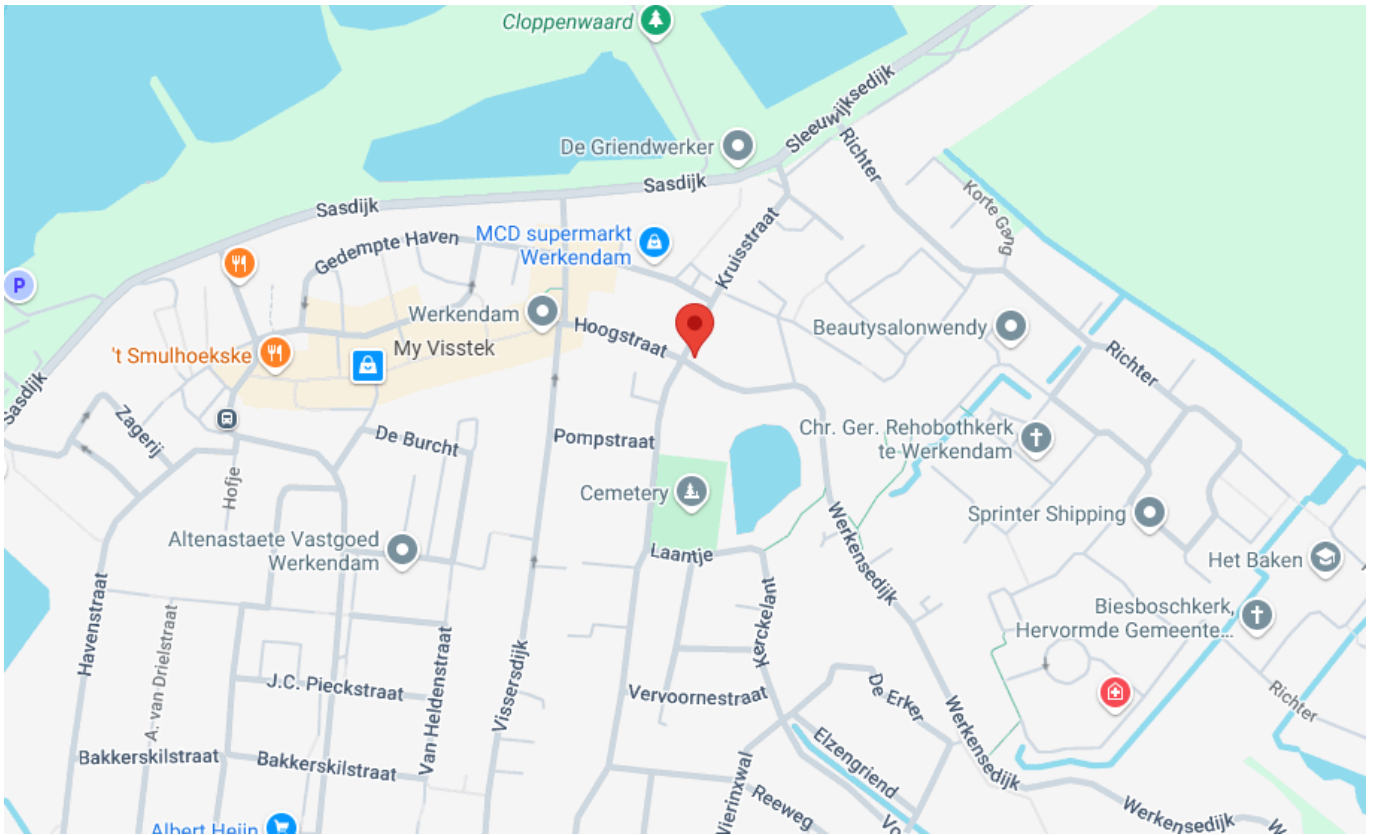 Cloppenwaard
Sleeuwijksedijk
De Griendwerker
Richter
Sasdijk
Korte Gang
Sasdijk
MCD supermarkt
Werkendam
Kruisstraat
Gedempte Haven
P
Werkendam
Hoogstraat
Beautysalonwendy
't Smulhoekske
My Visstek
Richter
Sasdijk
Zagerij
De Burcht
Pompstraat
Chr. Ger. Rehobothkerk
te Werkendam
Hofje
Cemetery
Werkensedijk
Sprinter Shipping
Altenastaete Vastgoed
Werkendam
Laantje
Het Baken
Havenstraat
A. van Drielstraat
Van Heldenstraat
Vissersdijk
Kerckelant
Biesboschkerk,
Hervormde Gemeente...
J.C. Pieckstraat
Vervoornestraat
De Erker
Richter
Werkensedijk
Bakkerskilstraat
Bakkerskilstraat
Elzengriend
Vierinxwal
Reeweg
Werkensedijk
Albert Heijn